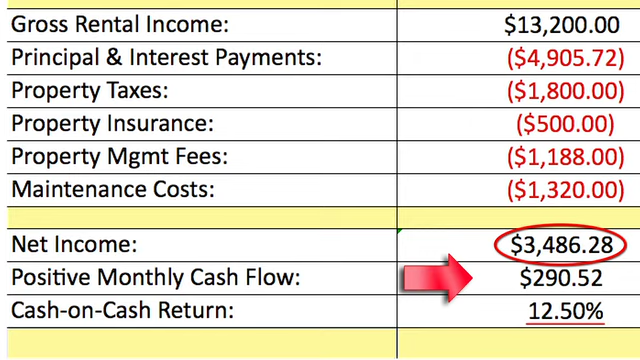 Gross Rental Income: $13,200.00
Principal & Interest Payments: ($4,905.72)
Property Taxes: ($1,800.00)
Property Insurance: ($500.00)
Property Mgmt Fees: ($1,188.00)
Maintenance Costs: ($1,320.00)
Net Income: $3,486.28
Positive Monthly Cash Flow: $290.52
Cash-on-Cash Return: 12.50%